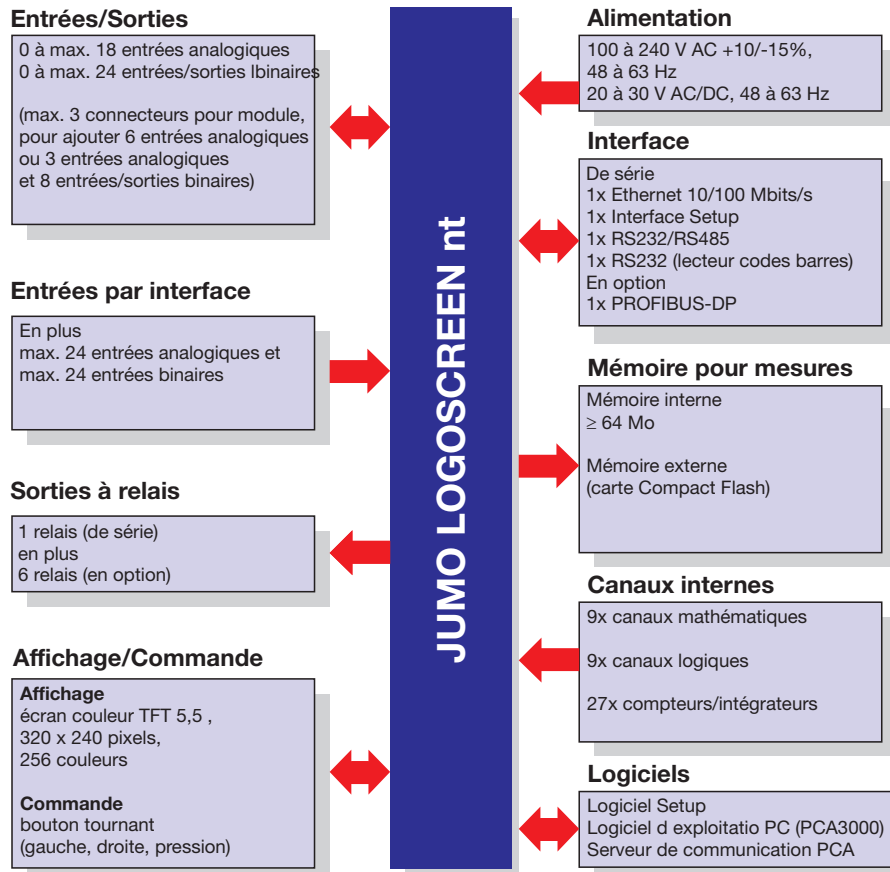 Entrées/Sorties
0 à max. 18 entrées analogiques
0 à max. 24 entrées/sorties lbinaires
(max. 3 connecteurs pour module,
pour ajouter 6 entrées analogiques
ou 3 entrées analogiques
et 8 entrées/sorties binaires)
Entrées par interface
En plus
max. 24 entrées analogiques et
max. 24 entrées binaires
Sorties à relais
1 relais (de série)
en plus
6 relais (en option)
Affichage/Commande
Affichage
écran couleur TFT 5,5 ,
320 x 240 pixels,
256 couleurs
Commande
bouton tournant
(gauche, droite, pression)
JUMO LOGOSCREEN nt
Alimentation
100 à 240 V AC +10/-15%,
48 à 63 Hz
20 à 30 V AC/DC, 48 à 63 Hz
Interface
De série
1x Ethernet 10/100 Mbits/s
1x Interface Setup
1x RS232/RS485
1x RS232 (lecteur codes barres)
En option
1x PROFIBUS-DP
Mémoire pour mesures
Mémoire interne
≥ 64 Mo
Mémoire externe
(carte Compact Flash)
Canaux internes
9x canaux mathématiques
9x canaux logiques
27x compteurs/intégrateurs
Logiciels
Logiciel Setup
Logiciel d exploitatio PC (PCA3000)
Serveur de communication PCA